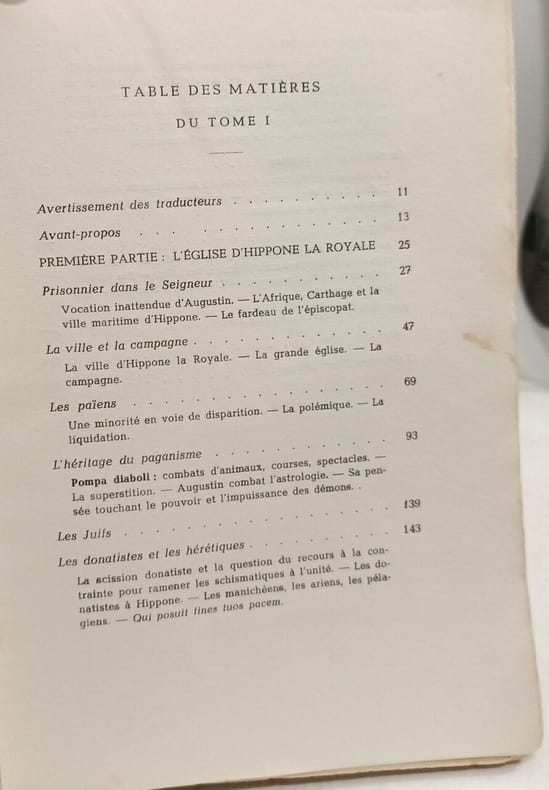 TABLE DES MATIÈRES
DU TOME I
Avertissement des traducteurs . . . . . . . . . 11
Avant-propos . . . . . . . . . . . . . 13
PREMIÈRE PARTIE : L'ÉGLISE D'HIPPONE LA ROYALE 25
Prisonnier dans le Seigneur . . . . . . . . . . 27
Vocation inattendue d'Augustin. — L'Afrique, Carthage et la
ville maritime d'Hippone. — Le fardeau de l'épiscopat.
La ville et la campagne . . . . . . . . . . . . 47
La ville d'Hippone la Royale. — La grande église. — La
campagne.
Les païens . . . . . . . . . . . . . . . 69
Une minorité en voie de disparition. — La polémique. — La
liquidation.
L'héritage du paganisme . . . . . . . . . . . 93
Pompa diaboli : combats d'animaux, courses, spectacles. —
La superstition. — Augustin combat l'astrologie. — Sa pen-
sée touchant le pouvoir et l'impuissance des démons. .
Les Juifs . . . . . . . . . . . . . . . 139
Les donatistes et les hérétiques . . . . . . . . . 143
La scission donatiste et la question du recours à la con-
trainte pour ramener les schismatiques à l'unité. — Les do-
natistes à Hippone. — Les manichéens, les ariens, les péla-
giens. — Qui posuit fines tuos pacem.